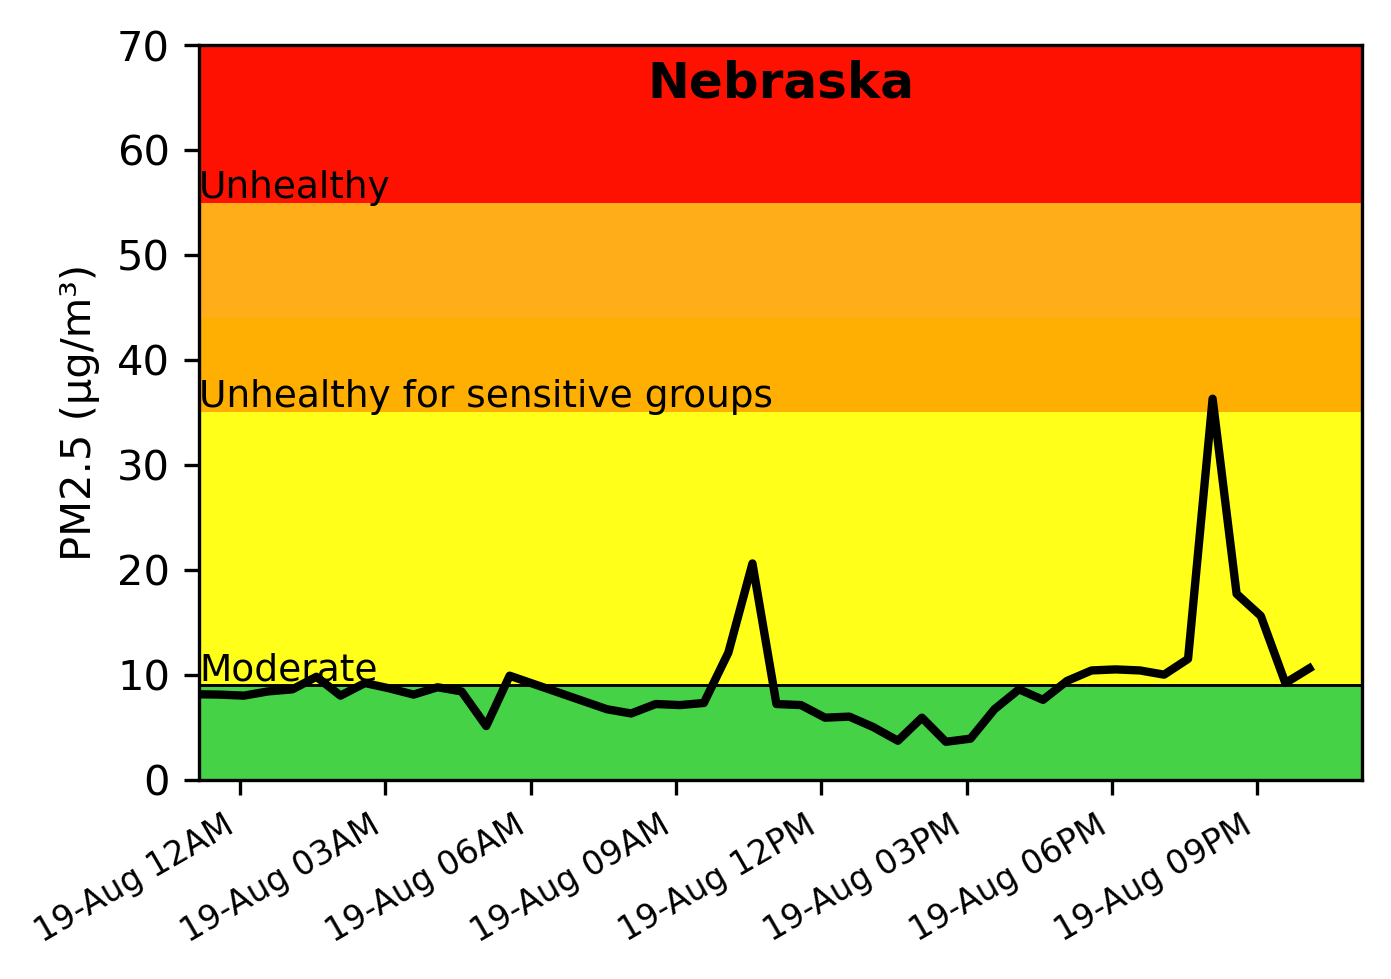 Nebraska
PM2.5 (µg/m³)
70
60
50
40
30
20
10
0
Unhealthy
Unhealthy for sensitive groups
Moderate
19-Aug 12AM
19-Aug 03AM
19-Aug 06AM
19-Aug 09AM
19-Aug 12PM
19-Aug 03PM
19-Aug 06PM
19-Aug 09PM